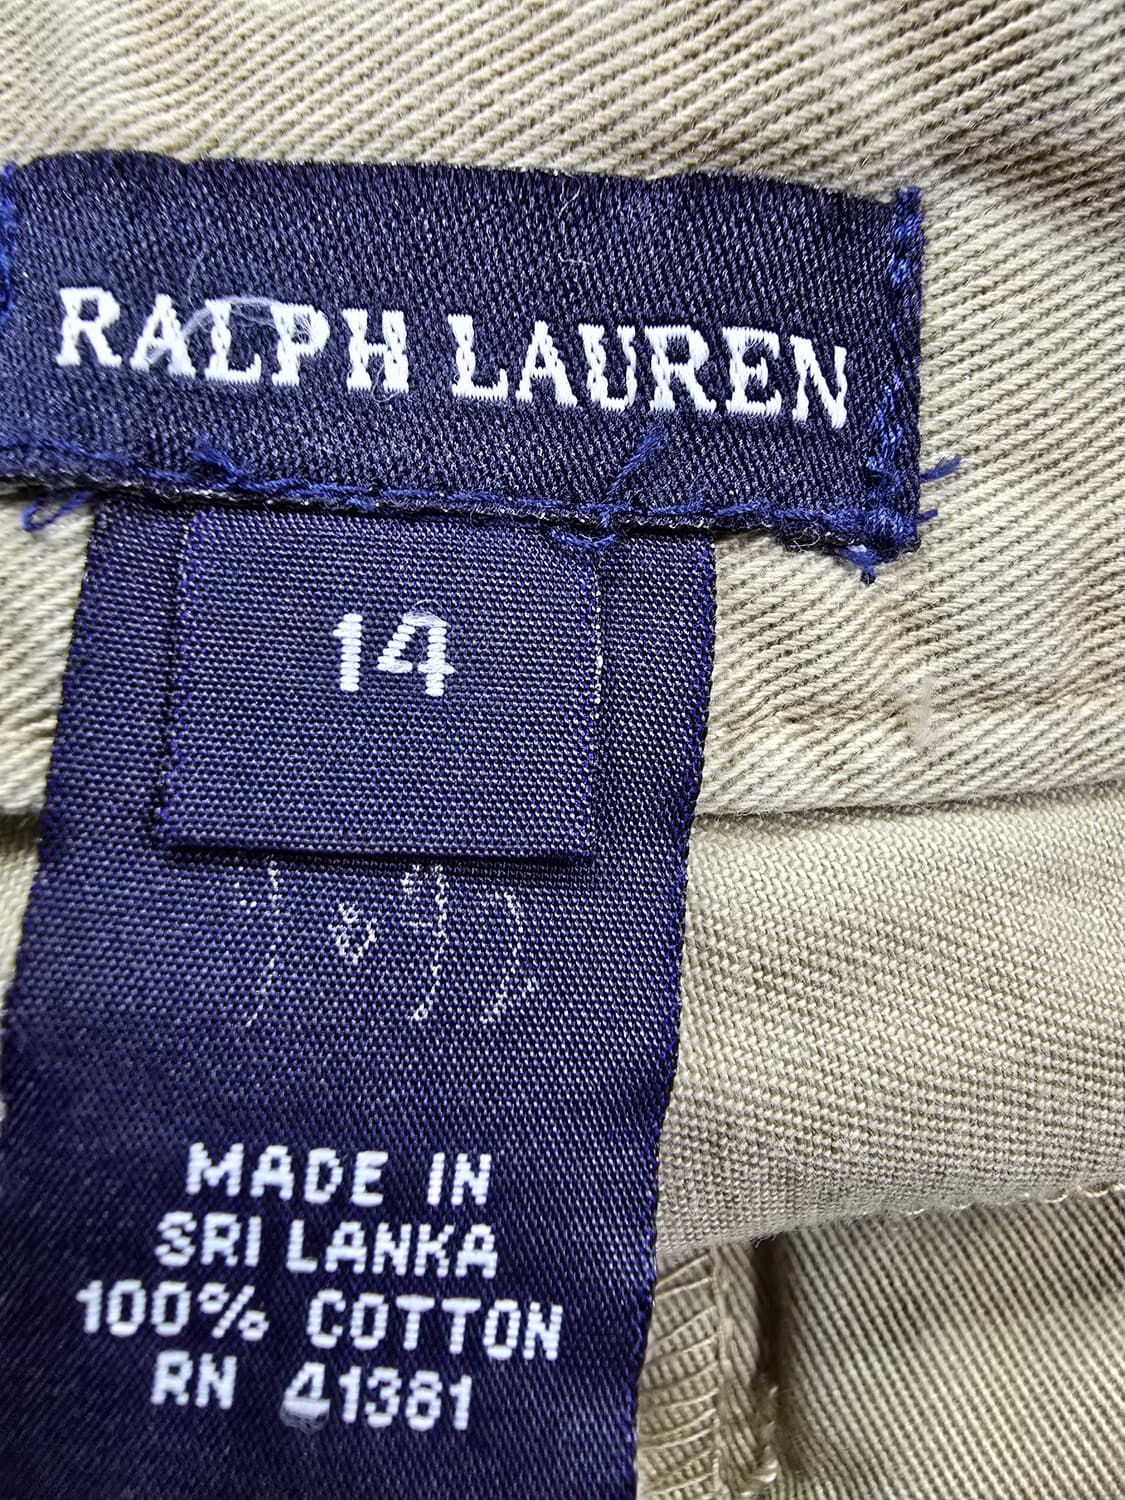 RALPH LAUREN
14
MADE IN
SRI LANKA
100% COTTON
RN 41381